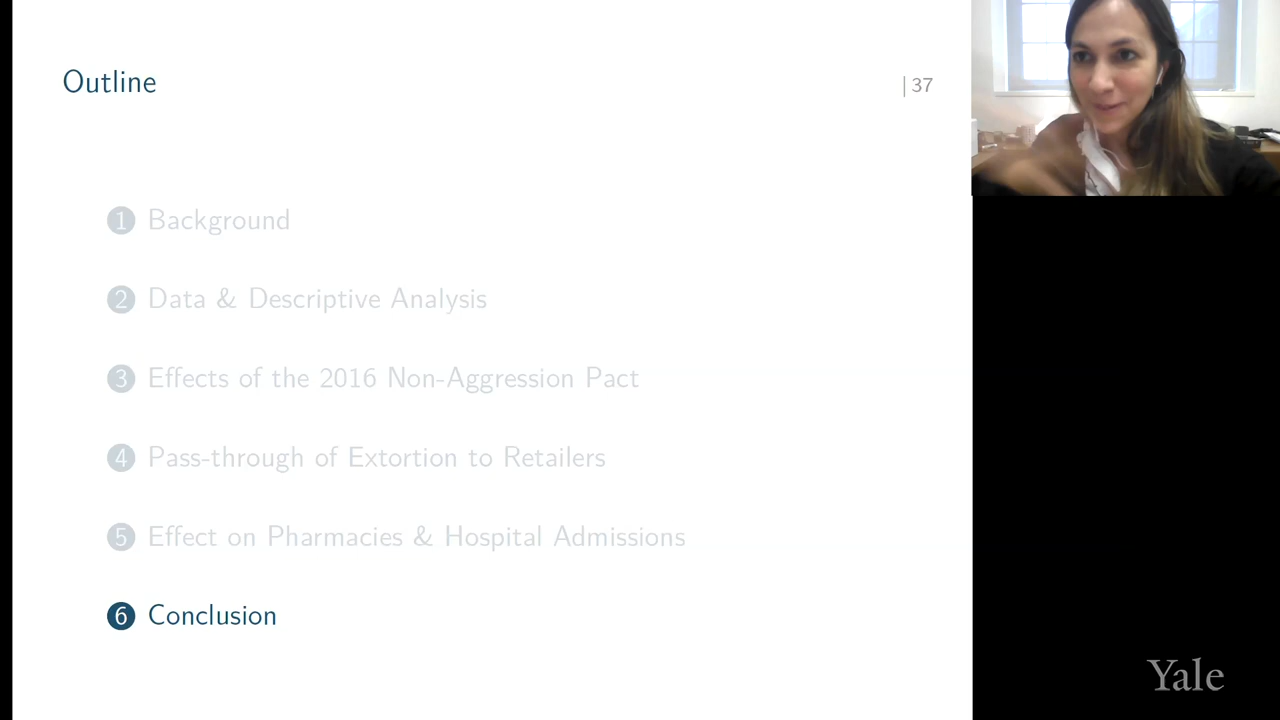 Outline
| 37
1 Background
2 Data & Descriptive Analysis
3 Effects of the 2016 Non-Aggression Pact
4 Pass-through of Extortion to Retailers
5 Effect on Pharmacies & Hospital Admissions
6 Conclusion
Yale